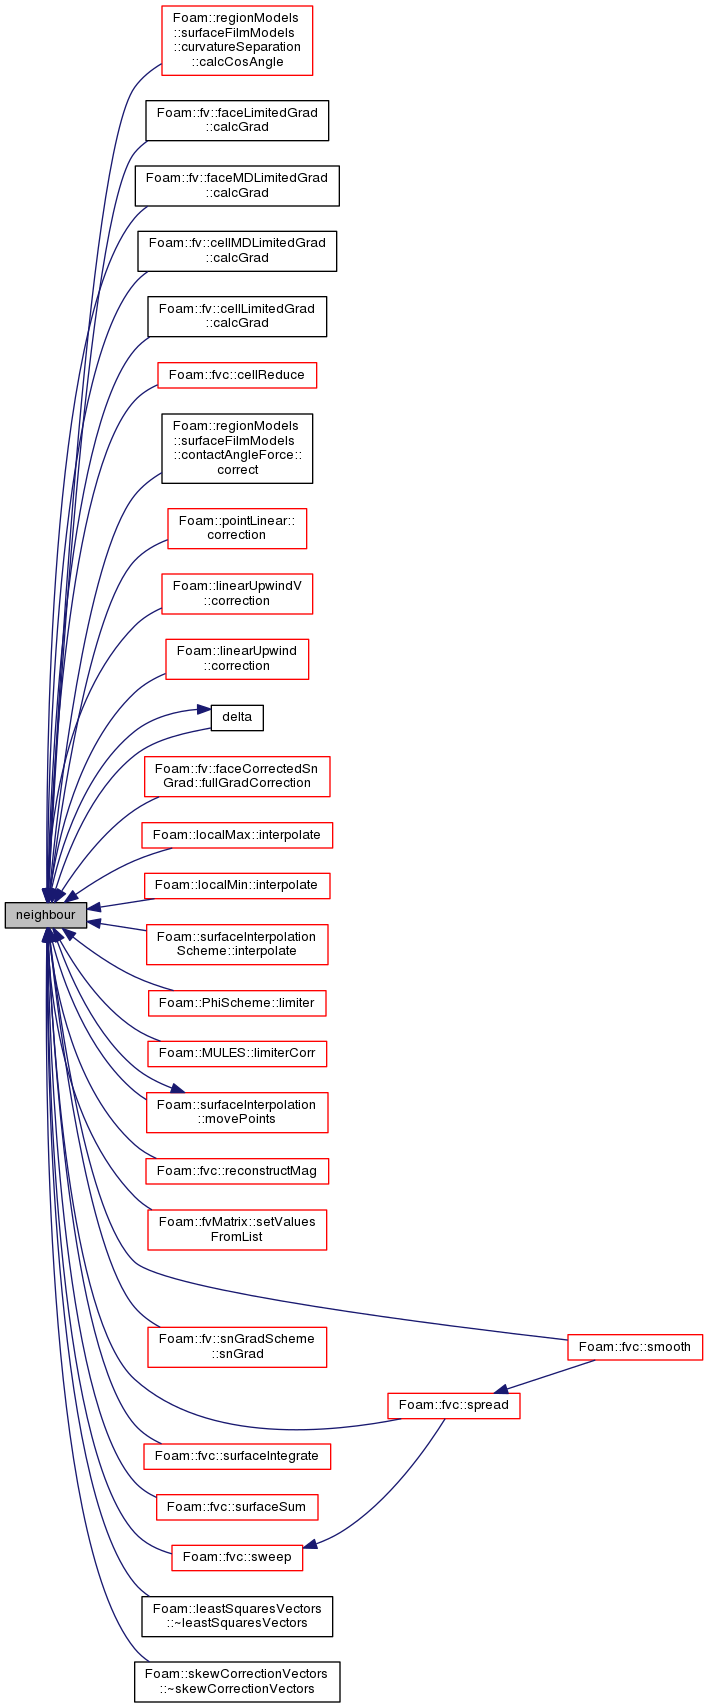 Foam::regionModels
::surfaceFilmModels
::curvatureSeparation
::calcCosAngle
Foam::fv::faceLimitedGrad
::calcGrad
Foam::fv::faceMDLimitedGrad
::calcGrad
Foam::fv::cellMDLimitedGrad
::calcGrad
Foam::fv::cellLimitedGrad
::calcGrad
Foam::fvc::cellReduce
Foam::regionModels
::surfaceFilmModels
::contactAngleForce::
correct
Foam::pointLinear::
correction
Foam::linearUpwindV
::correction
Foam::linearUpwind
::correction
delta
Foam::fv::faceCorrectedSn
Grad::fullGradCorrection
Foam::localMax::interpolate
Foam::localMin::interpolate
neighbour
Foam::surfaceInterpolation
Scheme::interpolate
Foam::PhiScheme::limiter
Foam::MULES::limiterCorr
Foam::surfaceInterpolation
::movePoints
Foam::fvc::reconstructMag
Foam::fvMatrix::setValues
FromList
Foam::fv::snGradScheme
::snGrad
Foam::fvc::smooth
Foam::fvc::spread
Foam::fvc::surfaceIntegrate
Foam::fvc::surfaceSum
Foam::fvc::sweep
Foam::leastSquaresVectors
::~leastSquaresVectors
Foam::skewCorrectionVectors
::~skewCorrectionVectors